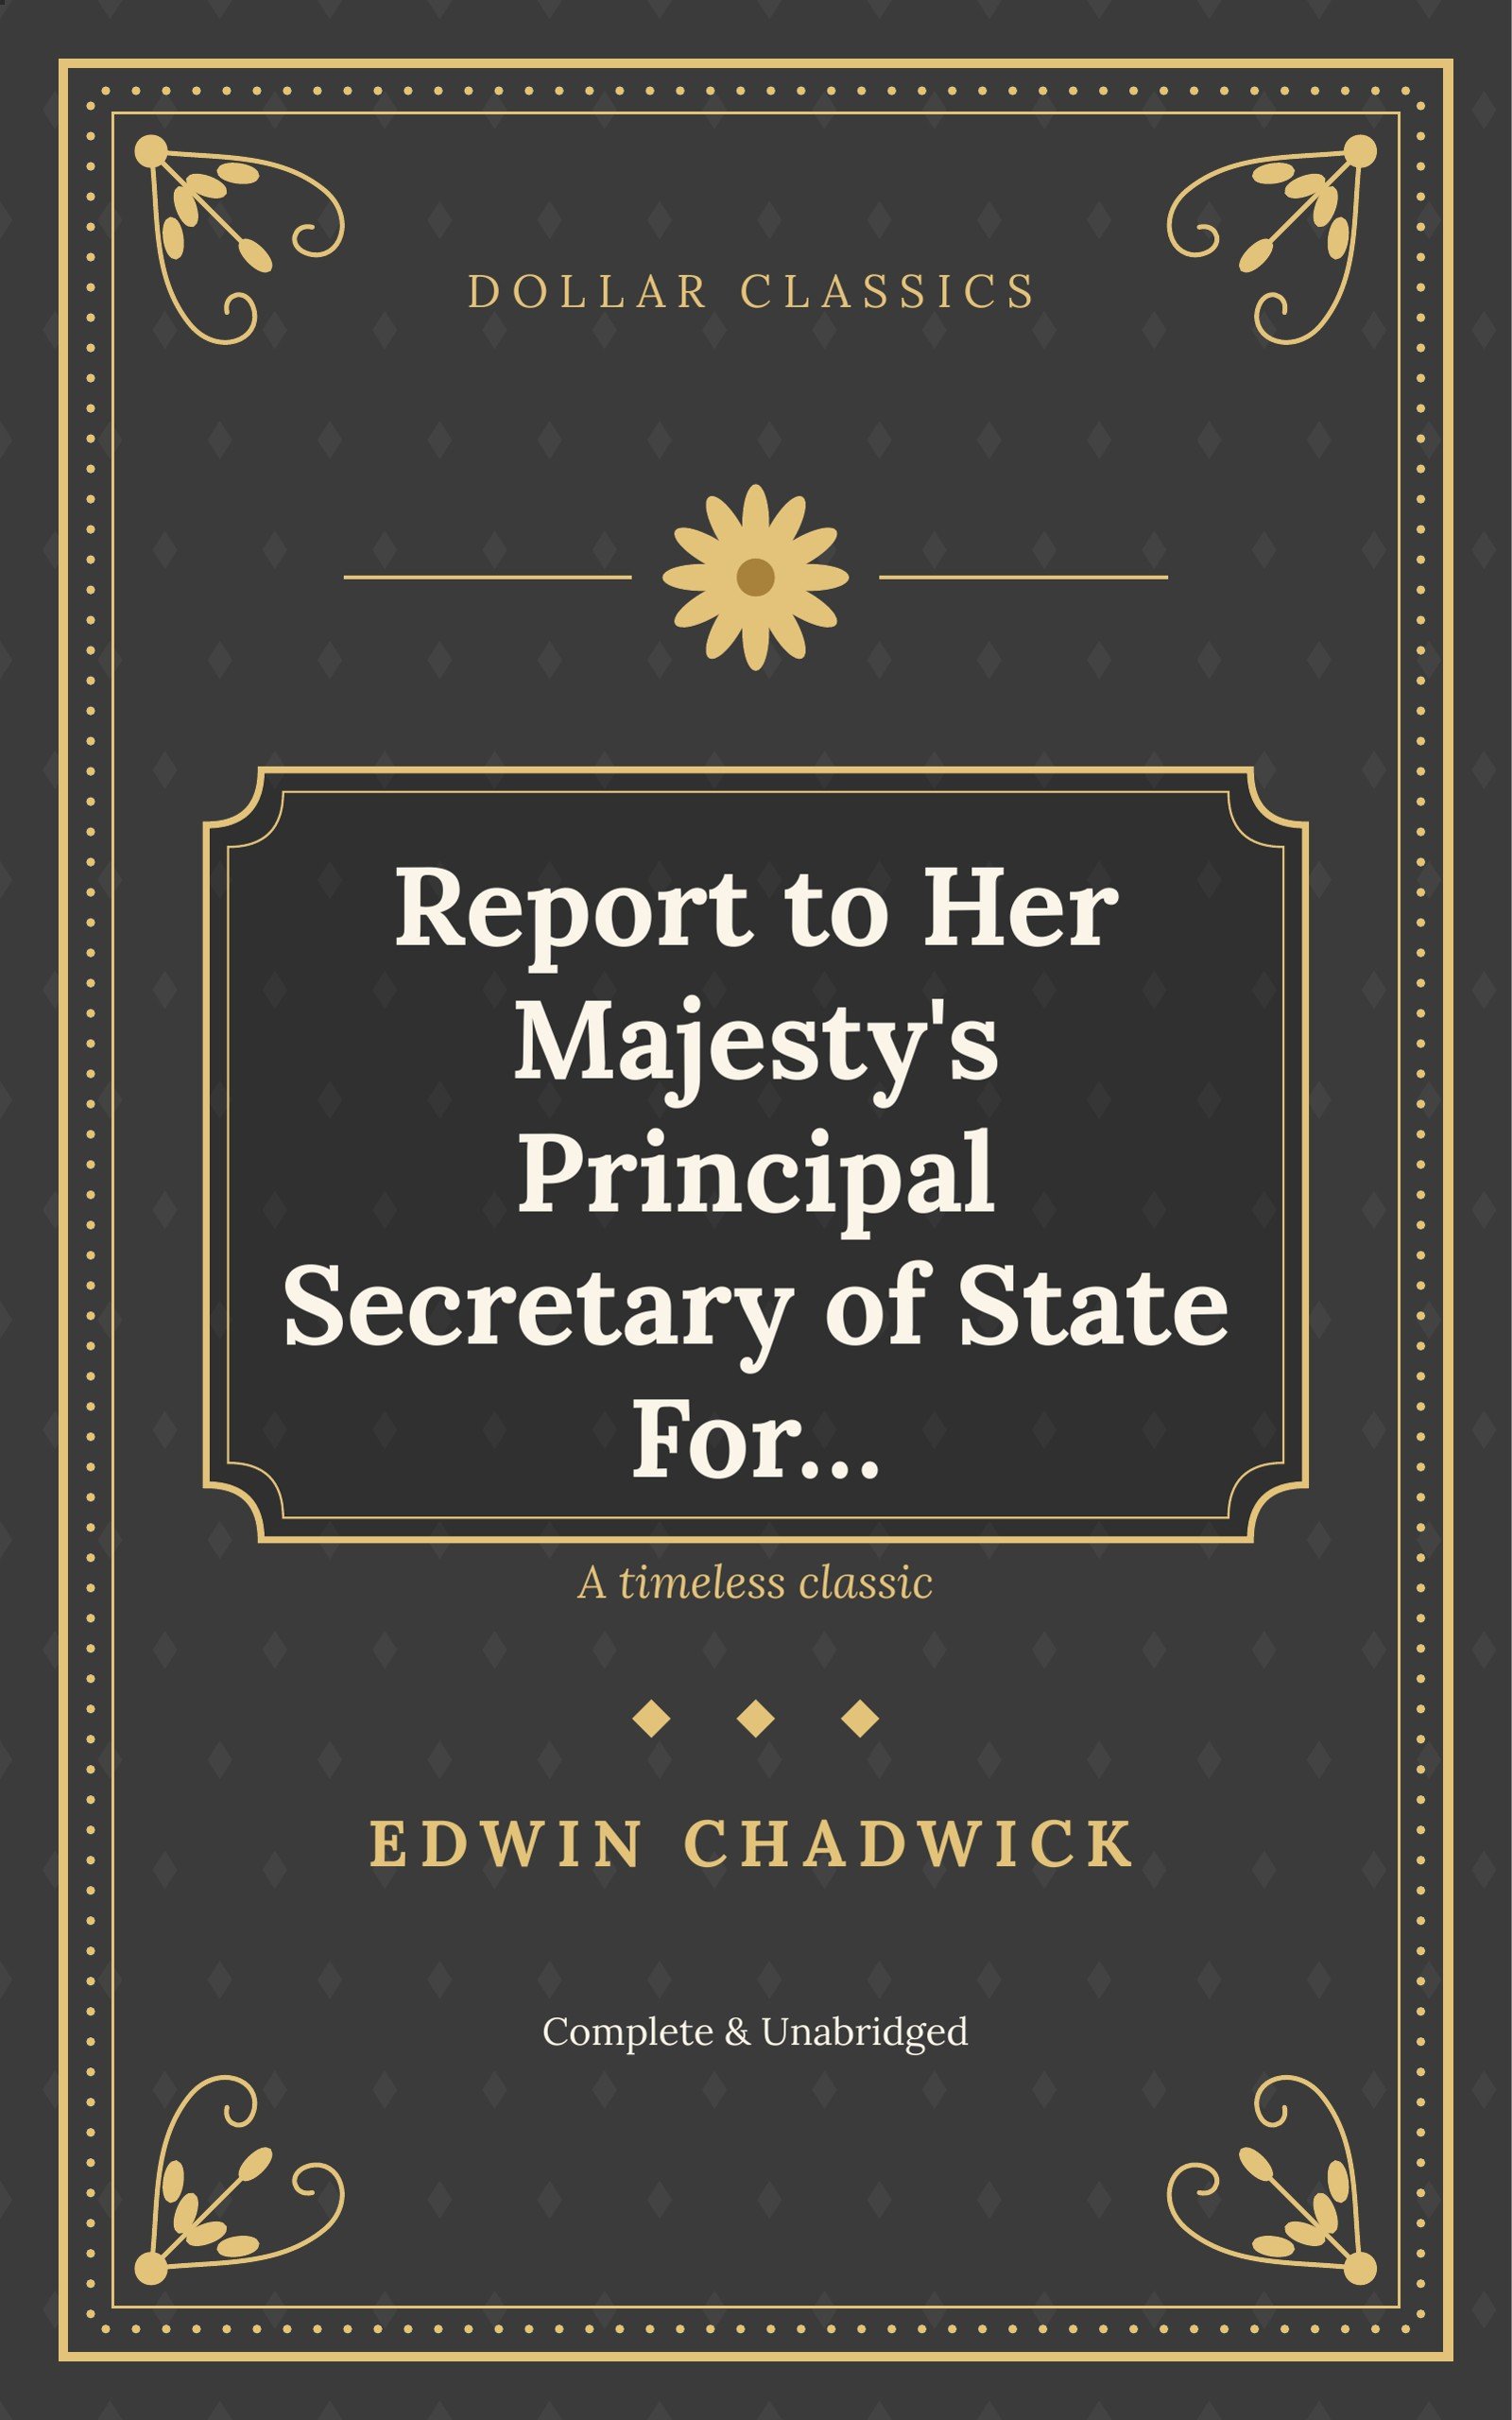 DOLLAR CLASSICS
Report to Her
Majesty's
Principal
Secretary of State
For...
A timeless classic
EDWIN CHADWICK
Complete & Unabridged